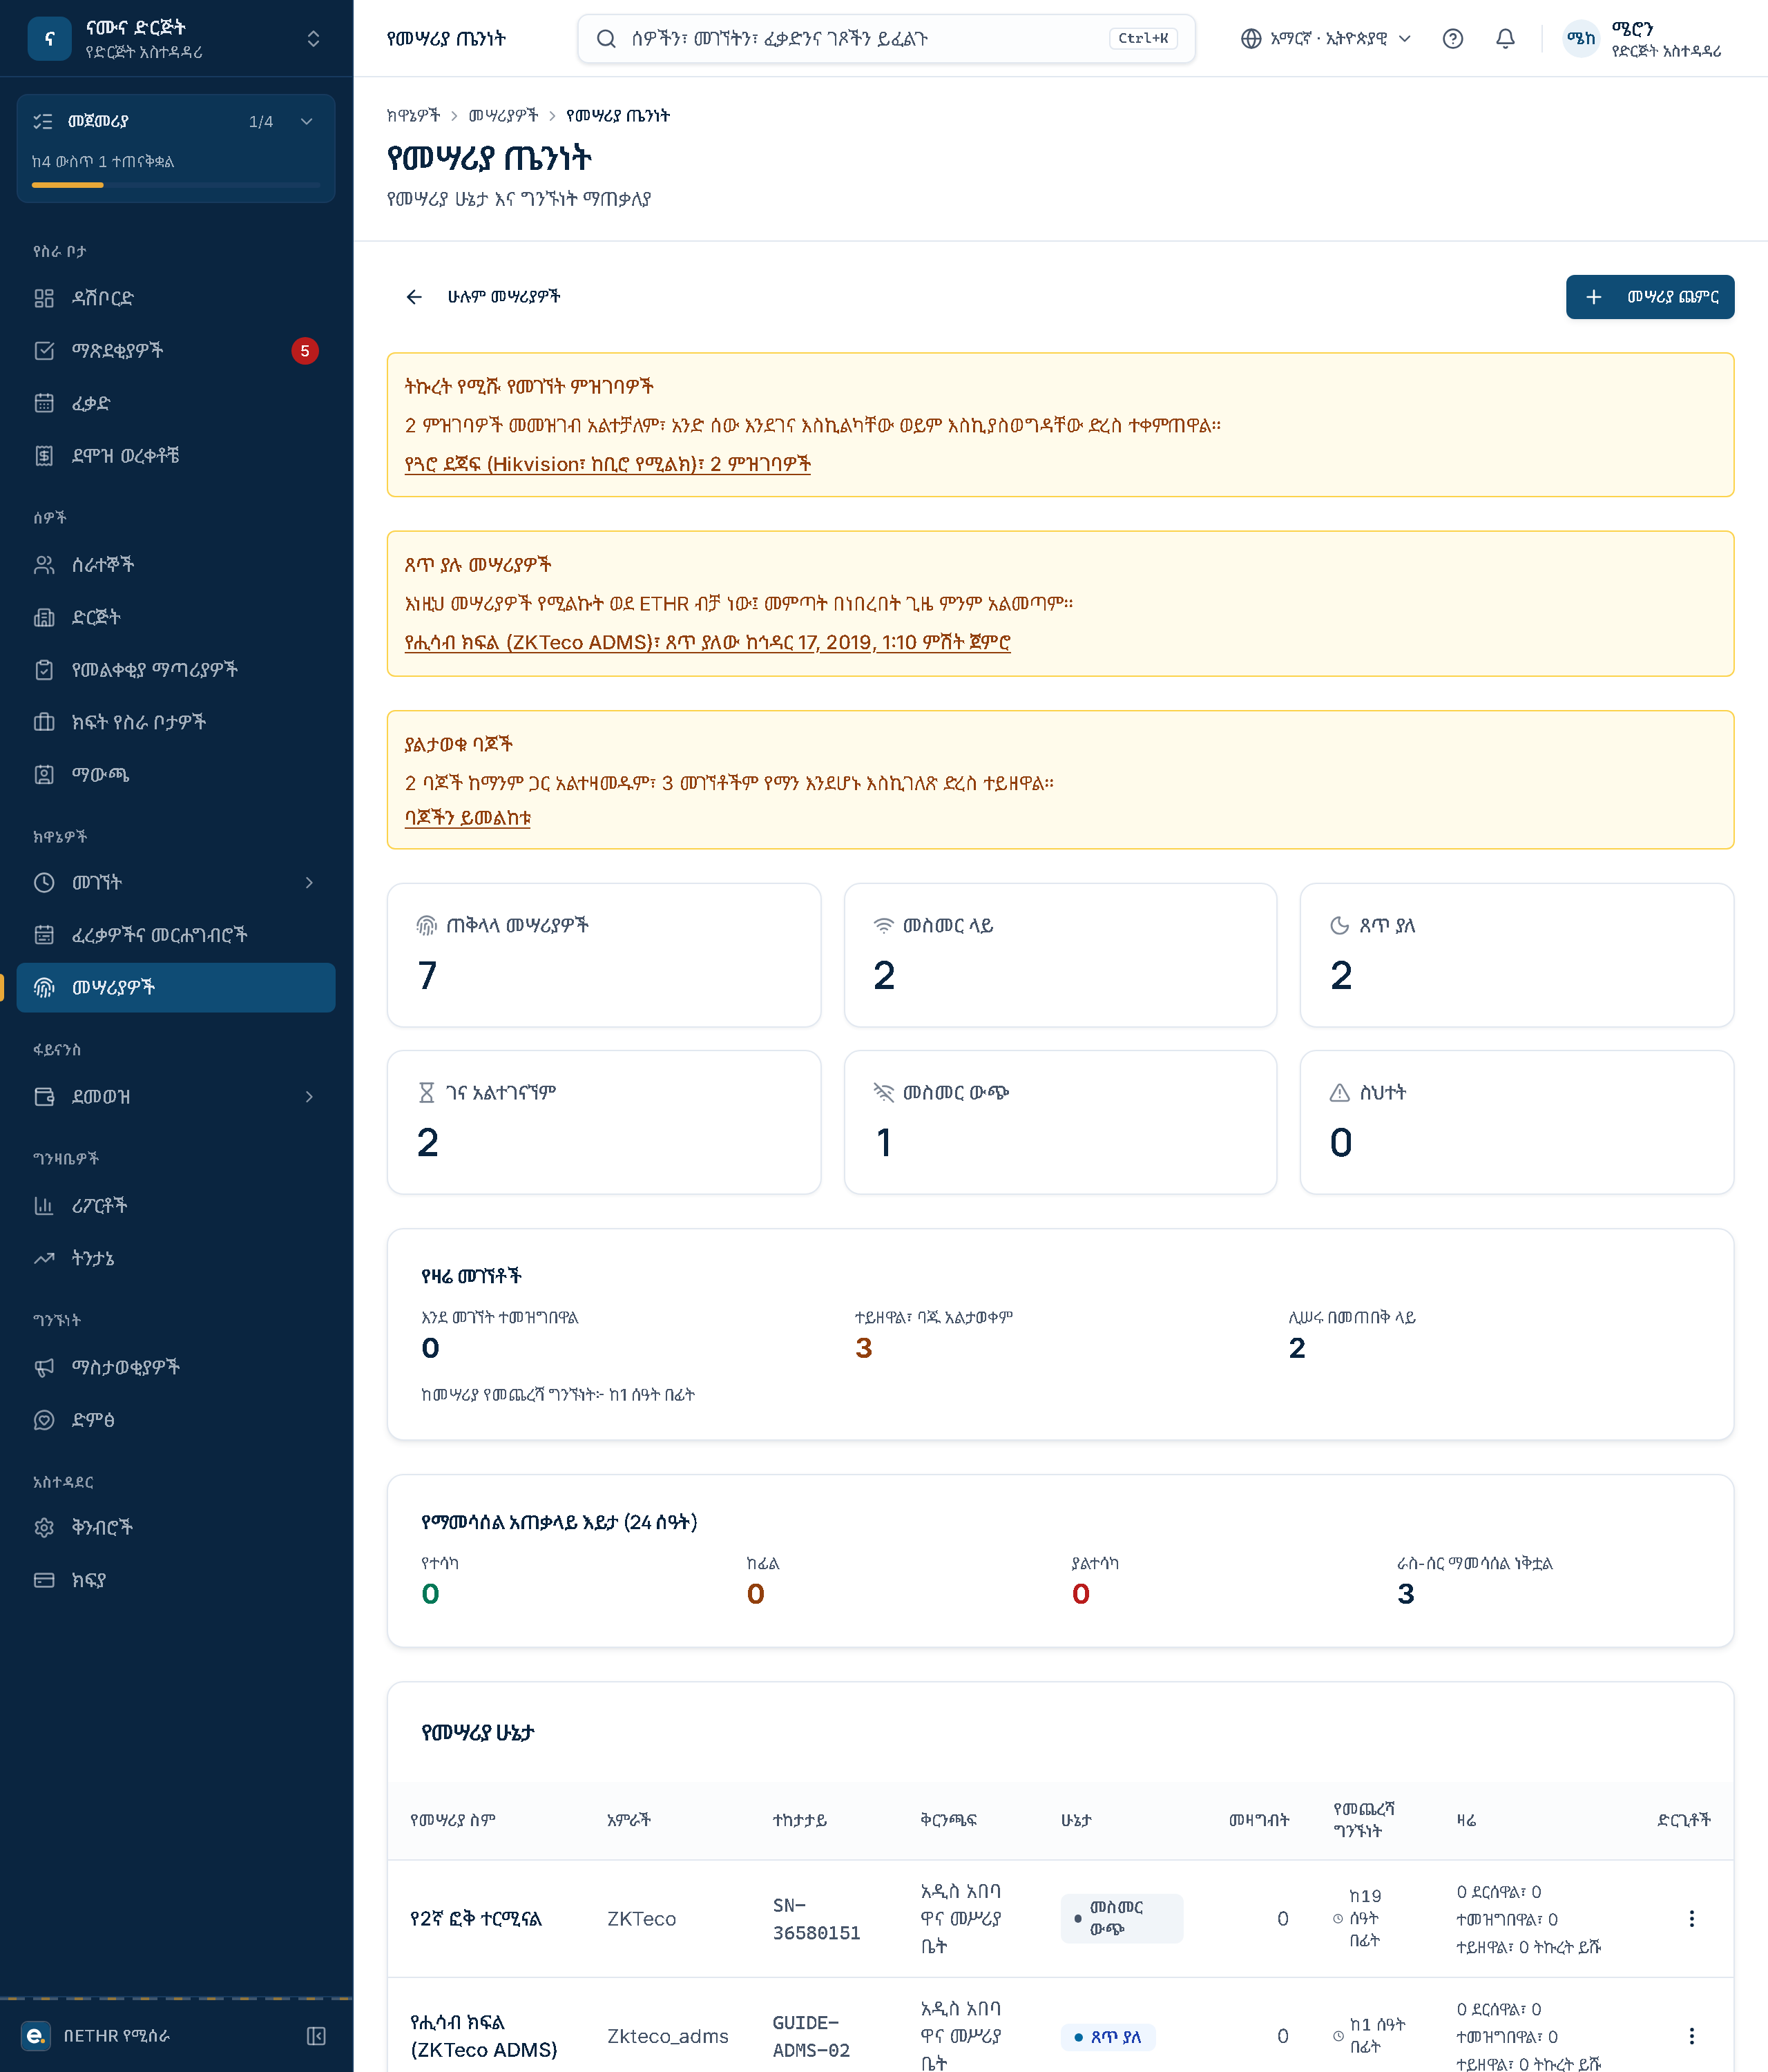 ና
ናሙና ድርጅት
የድርጅት አስተዳዳሪ
መጀመሪያ
1/4
ከ4 ውስጥ 1 ተጠናቅቋል
የስራ ቦታ
ዳሽቦርድ
ማጽደቂያዎች
5
ፈቃድ
ደሞዝ ወረቀቶቼ
ሰዎች
ሰራተኞች
ድርጅት
የመልቀቂያ ማጣሪያዎች
ክፍት የስራ ቦታዎች
ማውጫ
ክዋኔዎች
መገኘት
ፈረቃዎችና መርሐግብሮች
መሣሪያዎች
ፋይናንስ
ደመወዝ
ግንዛቤዎች
ሪፖርቶች
ትንታኔ
ግንኙነት
ማስታወቂያዎች
ድምፅ
አስተዳደር
ቅንብሮች
ክፍያ
በETHR የሚሰራ
የመሣሪያ ጤንነት
ሰዎችን፣ መገኘትን፣ ፈቃድንና ገጾችን ይፈልጉ
Ctrl+K
አማርኛ · ኢትዮጵያዊ
ሜከ
ሜሮን
የድርጅት አስተዳዳሪ
ክዋኔዎች > መሣሪያዎች > የመሣሪያ ጤንነት
የመሣሪያ ጤንነት
የመሣሪያ ሁኔታ እና ግንኙነት ማጠቃለያ
ሁሉም መሣሪያዎች
መሣሪያ ጨምር
ትኩረት የሚሹ የመገኘት ምዝገባዎች
2 ምዝገባዎች መመዝገብ አልተቻለም፣ አንድ ሰው እንደገና እስኪልካቸው ወይም እስኪያስወግዳቸው ድረስ ተቀምጠዋል።
የጓሮ ደጃፍ (Hikvision፣ ከቢሮ የሚልክ)፣ 2 ምዝገባዎች
ጸጥ ያሉ መሣሪያዎች
እነዚህ መሣሪያዎች የሚልኩት ወደ ETHR ብቻ ነው፤ መምጣት በነበረበት ጊዜ ምንም አልመጣም።
የሒሳብ ክፍል (ZKTeco ADMS)፣ ጸጥ ያለው ከኅዳር 17, 2019, 1:10 ምሽት ጀምሮ
ያልታወቁ ባጆች
2 ባጆች ከማንም ጋር አልተዛመዱም፣ 3 መገኘቶችም የማን እንደሆኑ እስኪገለጽ ድረስ ተይዘዋል።
ባጆችን ይመልከቱ
ጠቅላላ መሣሪያዎች
7
መስመር ላይ
2
ጸጥ ያለ
2
ገና አልተገናኘም
2
መስመር ውጭ
1
ስህተት
0
የዛሬ መገኘቶች
እንደ መገኘት ተመዝግበዋል
0
ተይዘዋል፣ ባጁ አልታወቀም
3
ሊሠሩ በመጠበቅ ላይ
2
ከመሣሪያ የመጨረሻ ግንኙነት፦ ከ1 ሰዓት በፊት
የማመሳሰል አጠቃላይ እይታ (24 ሰዓት)
የተሳካ
0
ከፊል
0
ያልተሳካ
0
ራስ-ሰር ማመሳሰል ነቅቷል
3
የመሣሪያ ሁኔታ
የመሣሪያ ስም
አምራች
ተከታታይ
ቅርንጫፍ
ሁኔታ
መዛግብት
የመጨረሻ
ግንኙነት
ዛሬ
ድርጊቶች
የ2ኛ ፎቅ ተርሚናል
ZKTeco
SN-
36580151
አዲስ አበባ
ዋና መሥሪያ
ቤት
መስመር
ውጭ
0
ከ19
ሰዓት
በፊት
0 ደርሰዋል፣ 0
ተመዝግበዋል፣ 0
ተይዘዋል፣ 0 ትኩረት ይሹ
የሒሳብ ክፍል
(ZKTeco ADMS)
Zkteco_adms
GUIDE-
ADMS-02
አዲስ አበባ
ዋና መሥሪያ
ቤት
ጸጥ ያለ
0
ከ1 ሰዓት
በፊት
0 ደርሰዋል፣ 0
ተመዝግበዋል፣ 0
ተይዘዋል፣ 0 ትኩረት ይሹ